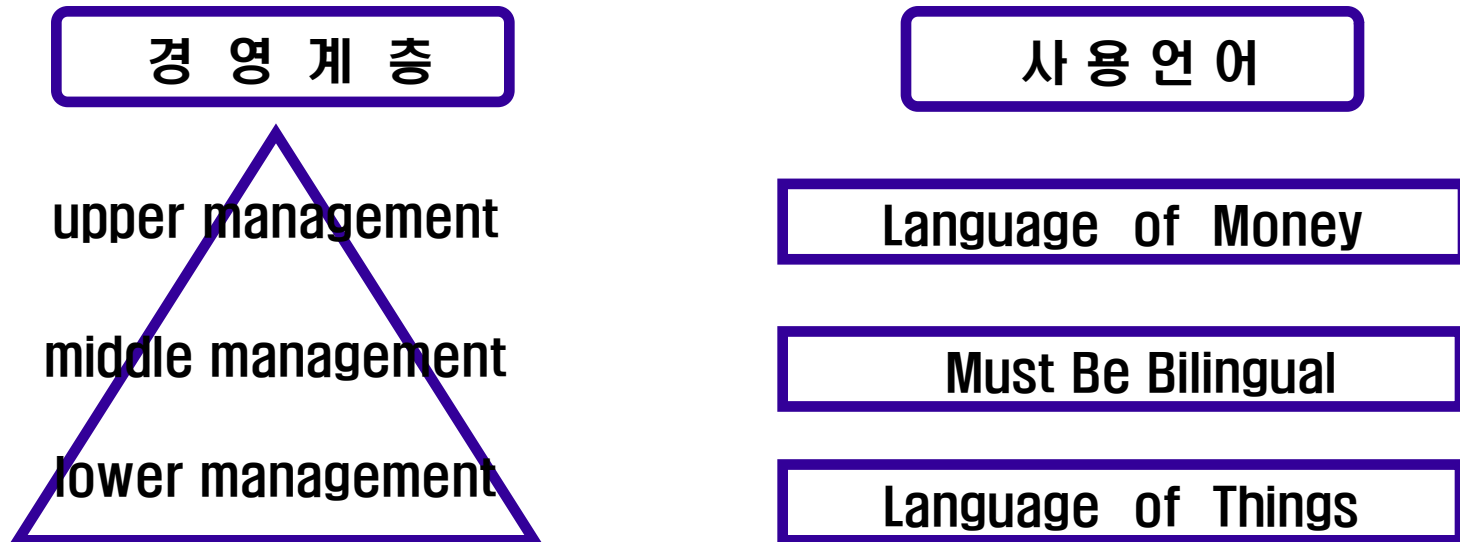 경 영 계 층
사 용 언 어
upper management
Language of Money
middle management
Must Be Bilingual
lower management
Language of Things